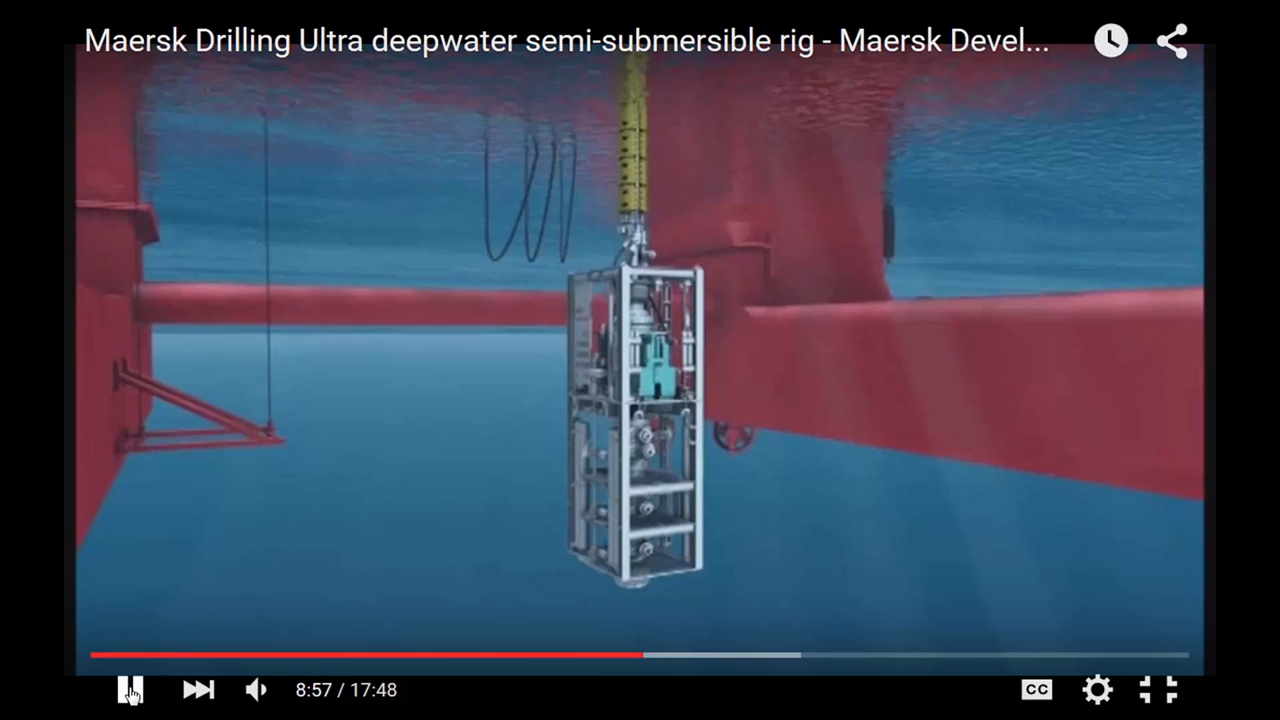 Maersk Drilling Ultra deepwater semi-submersible rig - Maersk Devel...
8:57 / 17:48
CC